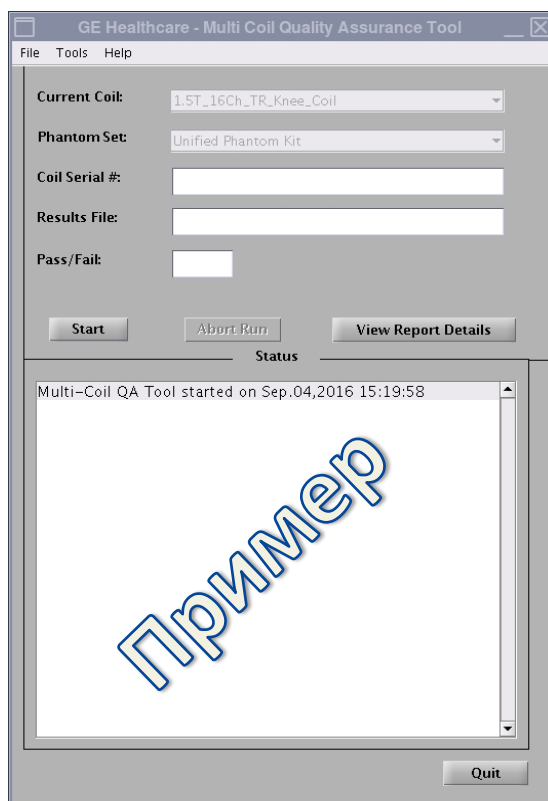 GE Healthcare - Multi Coil Quality Assurance Tool
File Tools Help
Current Coil: 1.5T_16Ch_TR_Knee_Coil
Phantom Set: Unified Phantom Kit
Coil Serial #:
Results File:
Pass/Fail:
Start Abort Run View Report Details
Status
Multi-Coil QA Tool started on Sep.04,2016 15:19:58
Пример
Quit